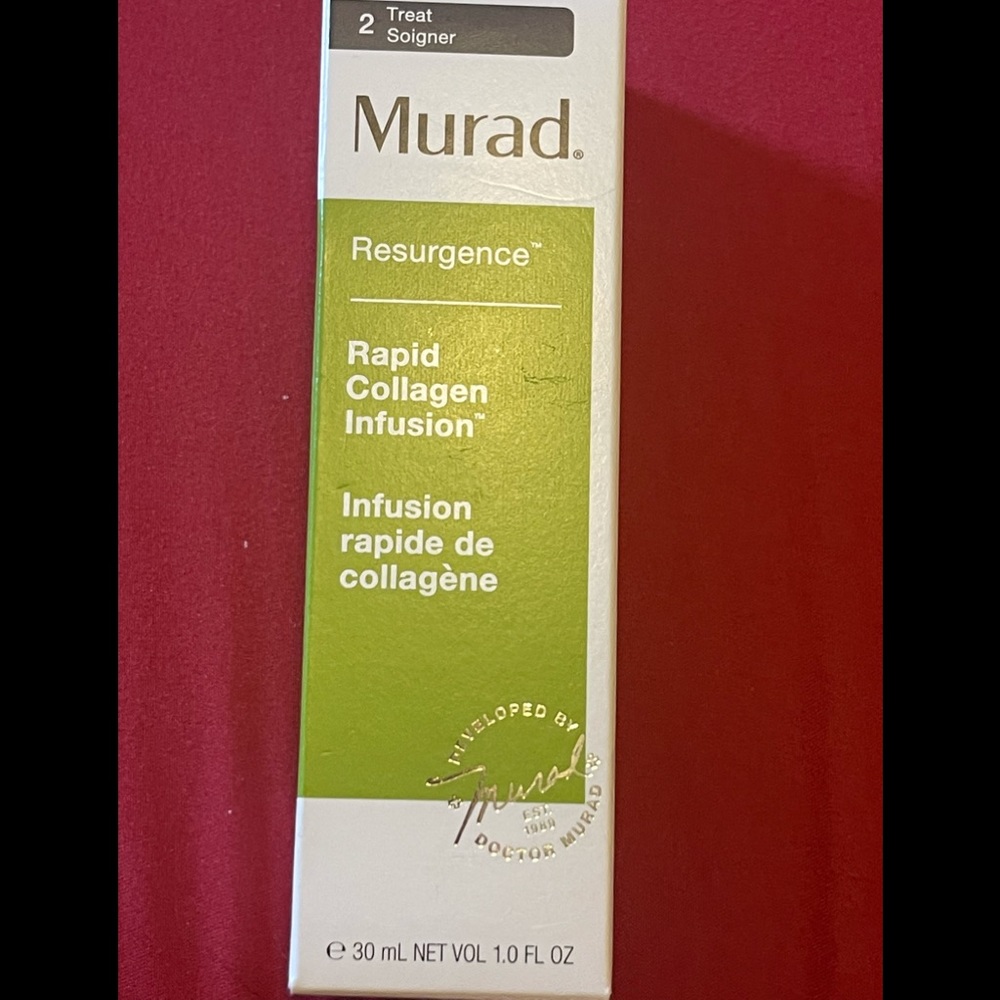 2 Treat
Soigner
Murad®
Resurgence™
Rapid
Collagen
Infusion™
Infusion
rapide de
collagène
DEVELOPED BY
Murad
EST.
1989
DOCTOR MURAD
℮ 30 mL NET VOL 1.0 FL OZ